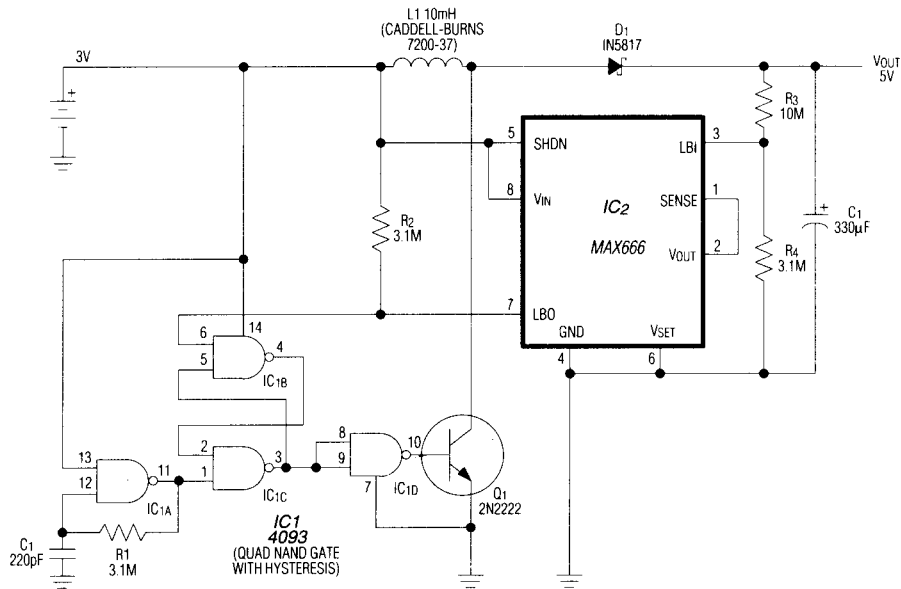 L1 10mH
(CADDELL-BURNS
7200-37)
D1
IN5817
3V
VOUT
5V
+
R3
10M
5 SHDN
LBI 3
8 VIN
IC2
MAX666
SENSE 1
VOUT 2
+
C1
330µF
R2
3.1M
R4
3.1M
7 LBO
GND
4
VSET
6
6
14
5
4
IC1B
2
1
3
IC1C
8
9
10
7
IC1D
Q1
2N2222
13
12
11
IC1A
C1
220pF
R1
3.1M
IC1
4093
(QUAD NAND GATE
WITH HYSTERESIS)